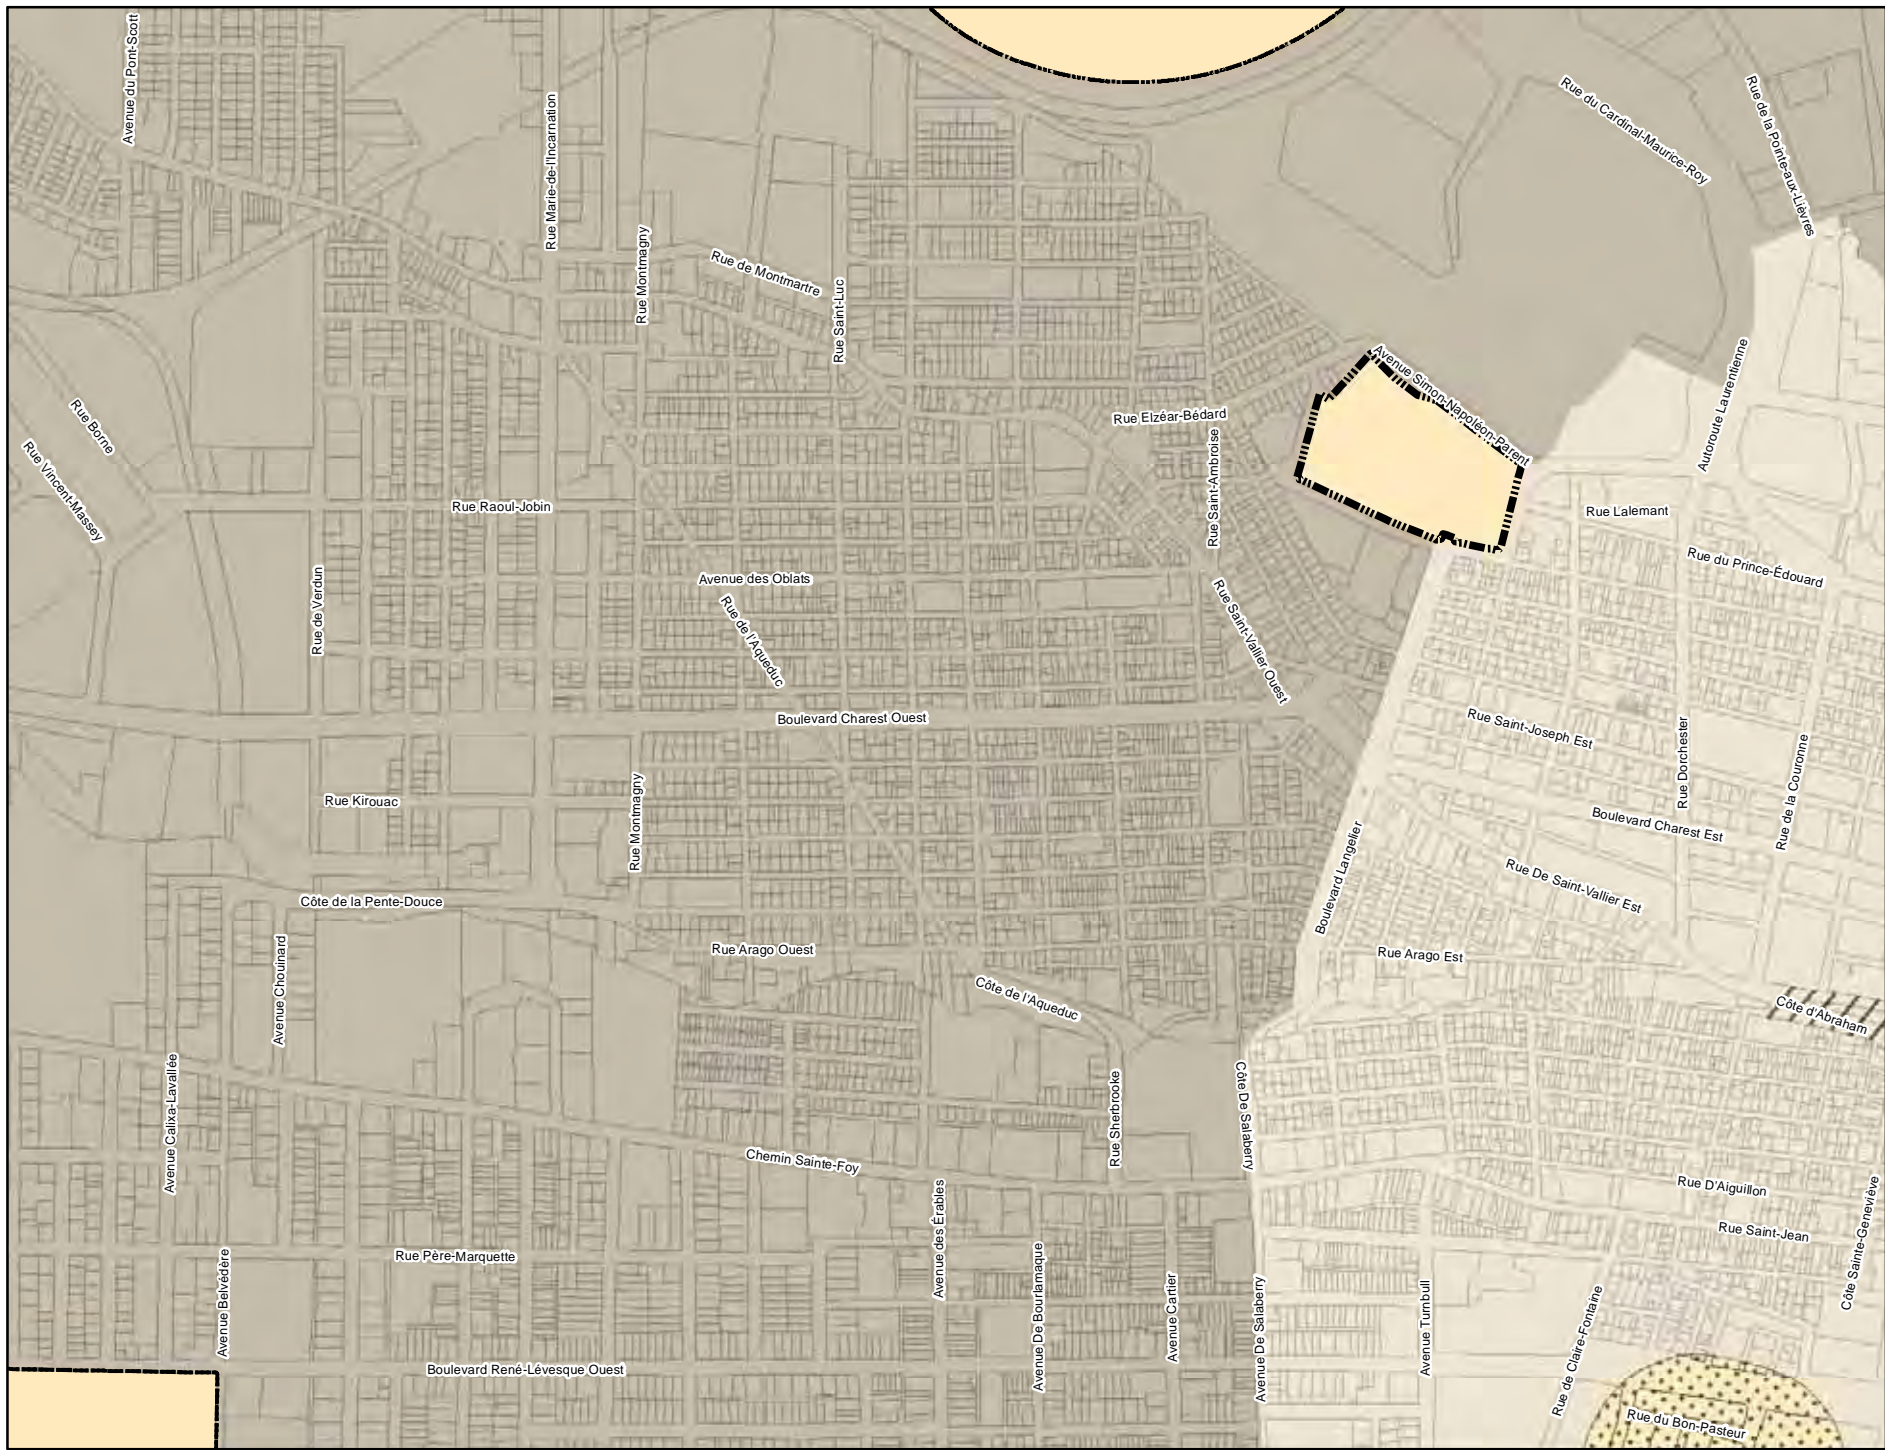 Avenue du Pont-Scott
Rue Marie-de-l'Incarnation
Rue du Cardinal-Maurice-Roy
Rue de la Pointe-aux-Lièvres
Rue Montmagny
Rue de Montmartre
Rue Saint-Luc
Avenue Simon-Napoléon-Parent
Autoroute Laurentienne
Rue Borne
Rue Vincent-Massey
Rue Elzéar-Bédard
Rue Saint-Ambroise
Rue Raoul-Jobin
Rue Lalemant
Rue du Prince-Édouard
Rue de Verdun
Avenue des Oblats
Rue de l'Aqueduc
Rue Saint-Vallier Ouest
Boulevard Charest Ouest
Rue Saint-Joseph Est
Rue Dorchester
Rue de la Couronne
Rue Kirouac
Rue Montmagny
Boulevard Charest Est
Boulevard Langelier
Rue De Saint-Vallier Est
Côte de la Pente-Douce
Rue Arago Ouest
Rue Arago Est
Avenue Chouinard
Côte de l'Aqueduc
Côte d'Abraham
Avenue Calixa-Lavallée
Rue Sherbrooke
Côte De Salaberry
Chemin Sainte-Foy
Rue D'Aiguillon
Rue Saint-Jean
Côte Sainte-Geneviève
Avenue des Érables
Rue Père-Marquette
Avenue Belvédère
Avenue De Bourlamaque
Avenue Cartier
Avenue De Salaberry
Avenue Turnbull
Rue de Claire-Fontaine
Boulevard René-Lévesque Ouest
Rue du Bon-Pasteur